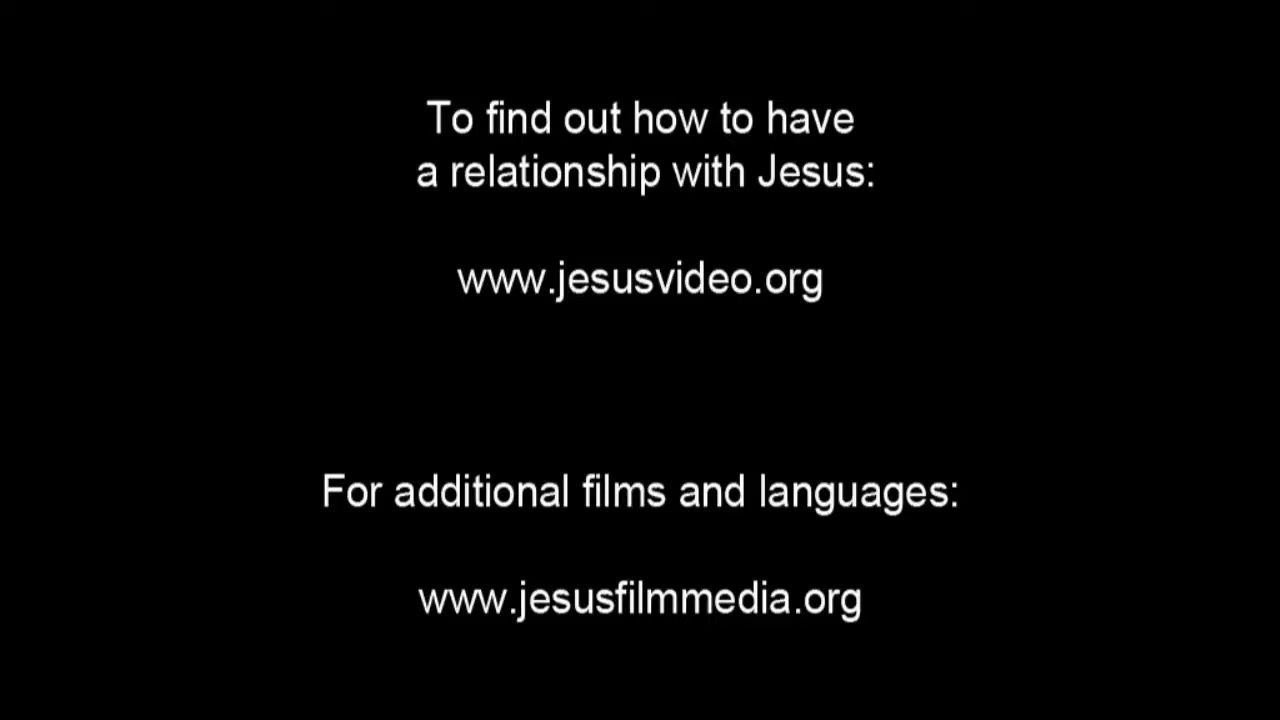 To find out how to have
a relationship with Jesus:
www.jesusvideo.org
For additional films and languages:
www.jesusfilmmedia.org